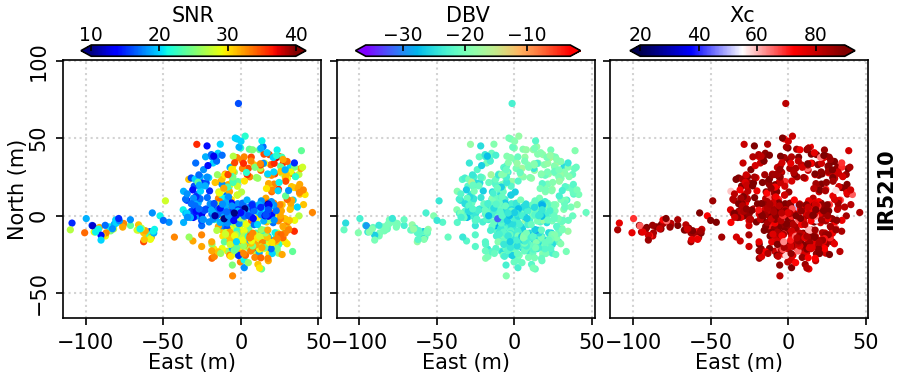 SNR DBV Xc
10 20 30 40 −30 −20 −10 20 40 60 80
100
50
0
−50
North (m)
IR5210
−100 −50 0 50 −100 −50 0 50 −100 −50 0 50
East (m) East (m) East (m)